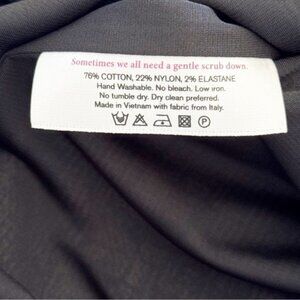 Sometimes we all need a gentle scrub down.
76% COTTON, 22% NYLON, 2% ELASTANE
Hand Washable. No bleach. Low iron.
No tumble dry. Dry clean preferred.
Made in Vietnam with fabric from Italy.
P